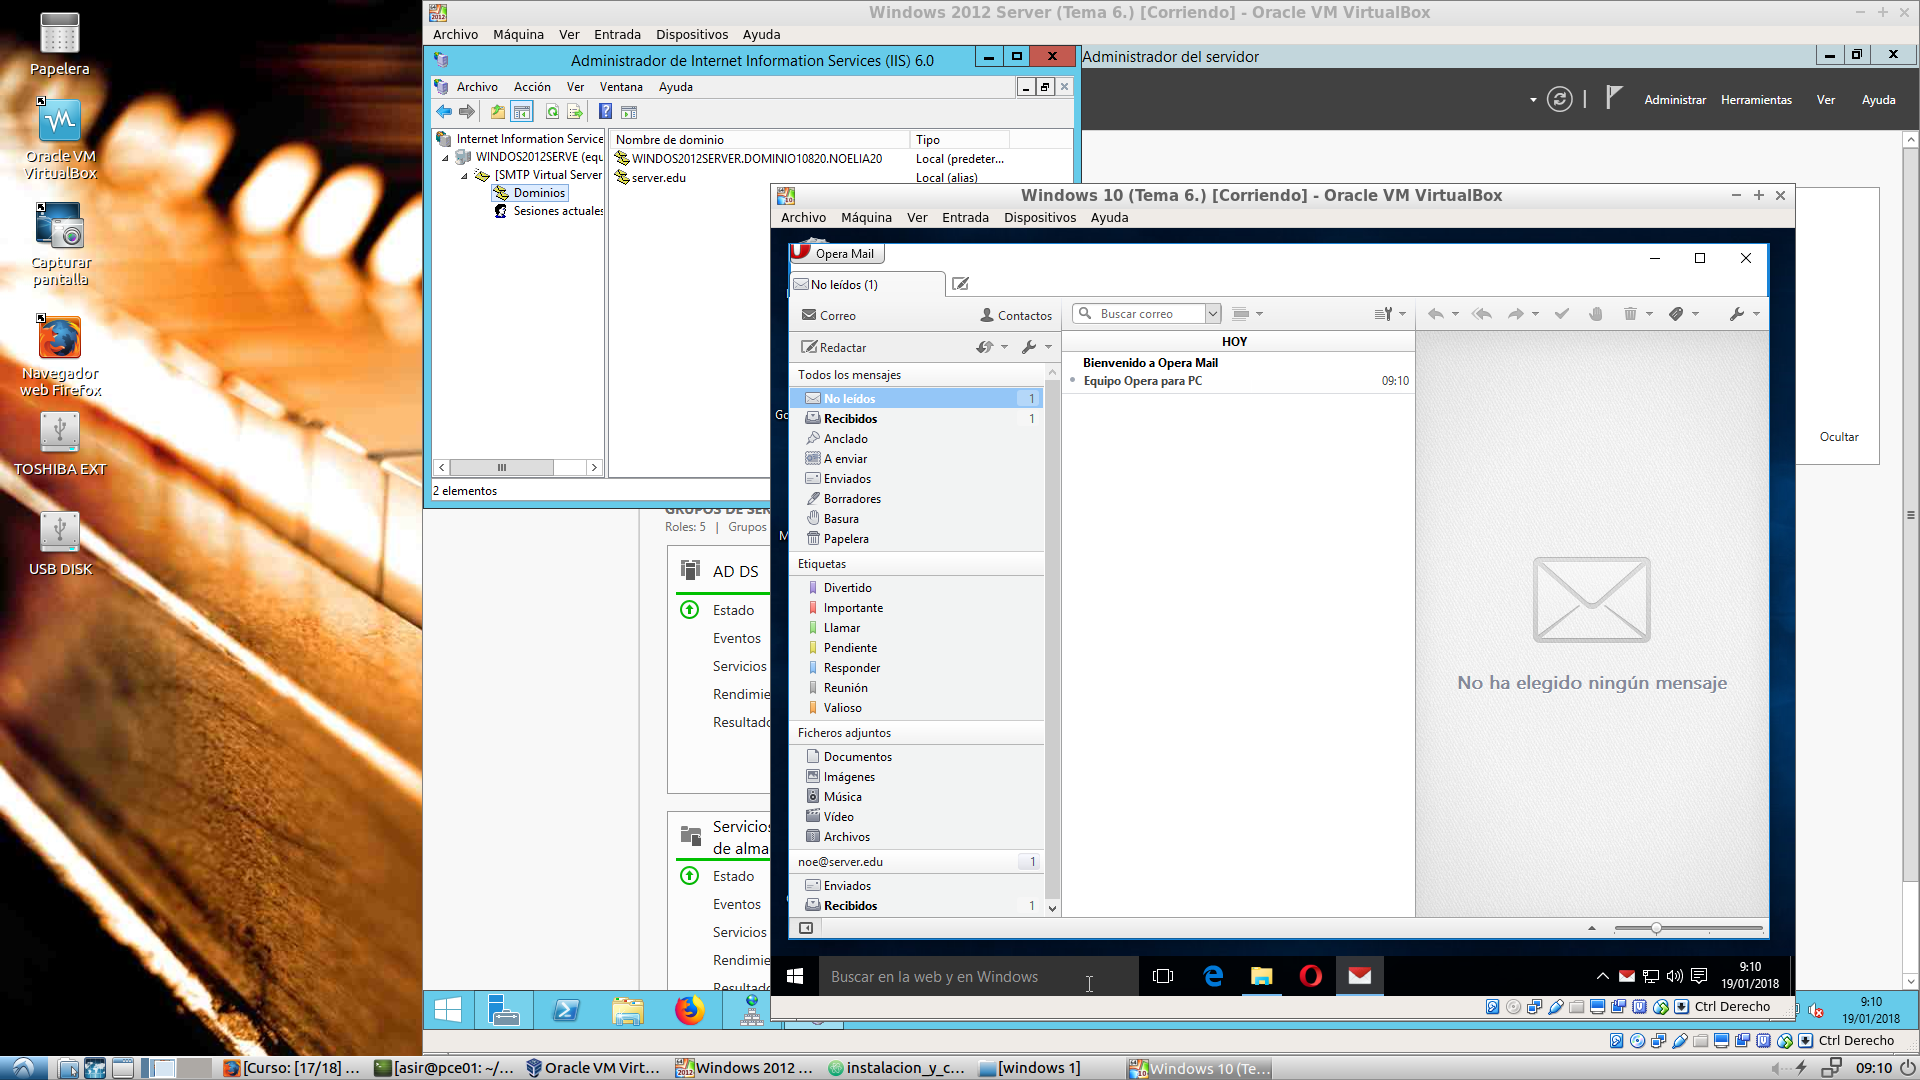 Papelera
Oracle VM
VirtualBox
Capturar
pantalla
Navegador
web Firefox
TOSHIBA EXT
USB DISK
Windows 2012 Server (Tema 6.) [Corriendo] - Oracle VM VirtualBox
Archivo Máquina Ver Entrada Dispositivos Ayuda
Administrador de Internet Information Services (IIS) 6.0
Administrador del servidor
Archivo Acción Ver Ventana Ayuda
Administrar Herramientas Ver Ayuda
Internet Information Service
WINDOS2012SERVE (equ
[SMTP Virtual Server
Dominios
Sesiones actuales
Nombre de dominio Tipo
WINDOS2012SERVER.DOMINIO10820.NOELIA20 Local (predeter...
server.edu Local (alias)
2 elementos
Ocultar
GRUPOS DE SER
Roles: 5 | Grupos
AD DS
Estado
Eventos
Servicios
Rendimie
Resultado
Servicios
de alma
Estado
Eventos
Servicios
Rendimie
Resultado
Windows 10 (Tema 6.) [Corriendo] - Oracle VM VirtualBox
Archivo Máquina Ver Entrada Dispositivos Ayuda
Go
M
Opera Mail
No leídos (1)
Correo Contactos
Buscar correo
Redactar
Todos los mensajes
No leídos 1
Recibidos 1
Anclado
A enviar
Enviados
Borradores
Basura
Papelera
Etiquetas
Divertido
Importante
Llamar
Pendiente
Responder
Reunión
Valioso
Ficheros adjuntos
Documentos
Imágenes
Música
Vídeo
Archivos
noe@server.edu 1
Enviados
Recibidos 1
HOY
Bienvenido a Opera Mail
Equipo Opera para PC 09:10
No ha elegido ningún mensaje
Buscar en la web y en Windows
9:10
19/01/2018
Ctrl Derecho
9:10
19/01/2018
Ctrl Derecho
[Curso: [17/18] ... [asir@pce01: ~/... Oracle VM Virt... Windows 2012 ... instalacion_y_c... [windows 1] Windows 10 (Te... 09:10